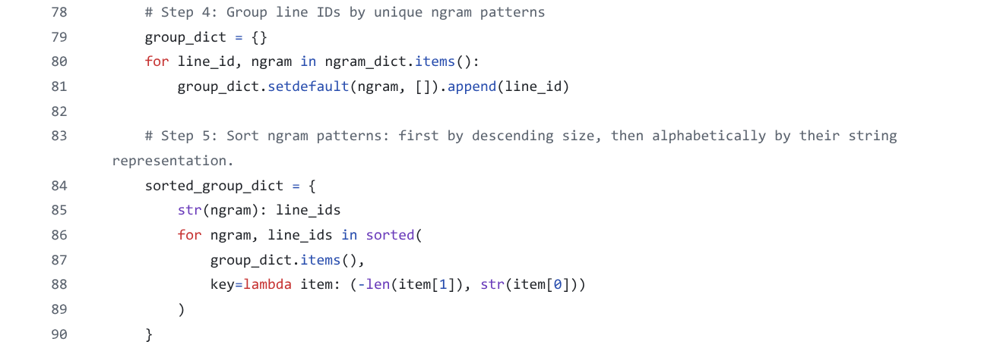 78 # Step 4: Group line IDs by unique ngram patterns
79 group_dict = {}
80 for line_id, ngram in ngram_dict.items():
81 group_dict.setdefault(ngram, []).append(line_id)
82
83 # Step 5: Sort ngram patterns: first by descending size, then alphabetically by their string
representation.
84 sorted_group_dict = {
85 str(ngram): line_ids
86 for ngram, line_ids in sorted(
87 group_dict.items(),
88 key=lambda item: (-len(item[1]), str(item[0]))
89 )
90 }